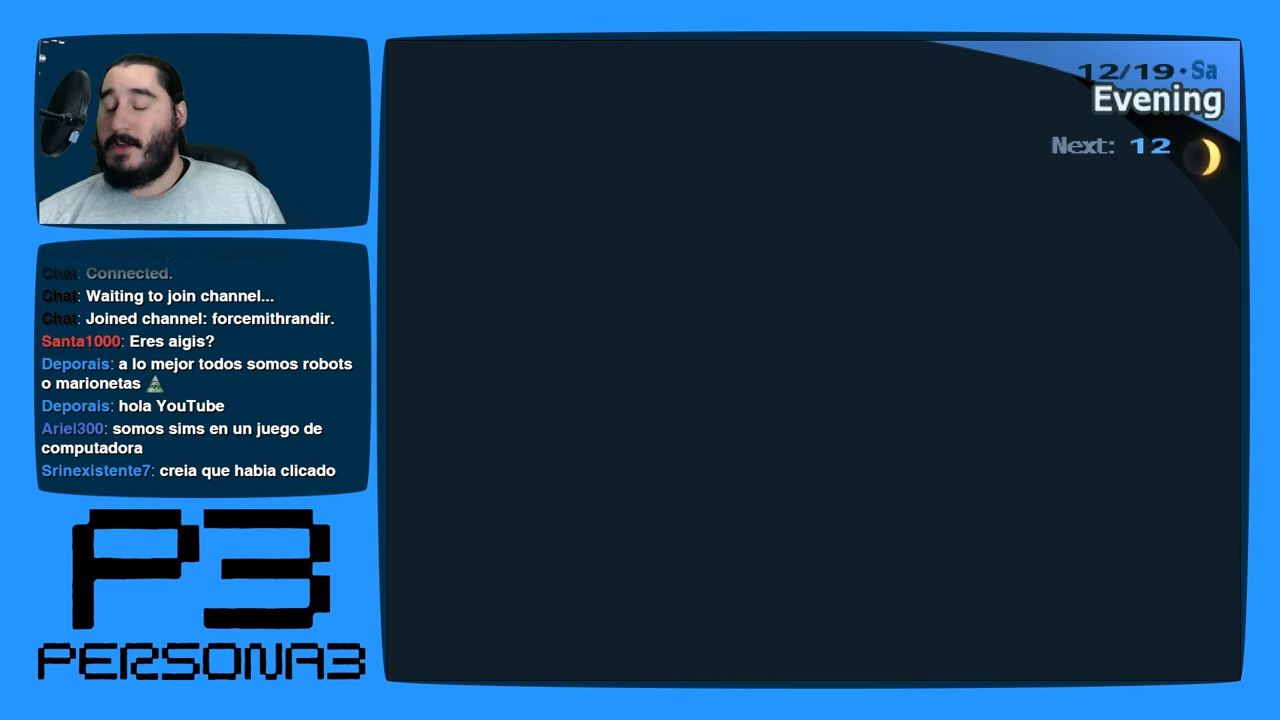 12/19・Sa
Evening
Next: 12
Chat: Connected.
Chat: Waiting to join channel...
Chat: Joined channel: forcemithrandir.
Santa1000: Eres aigis?
Deporais: a lo mejor todos somos robots
o marionetas
Deporais: hola YouTube
Ariel300: somos sims en un juego de
computadora
Srinexistente7: creia que habia clicado
P3
PERSONA3